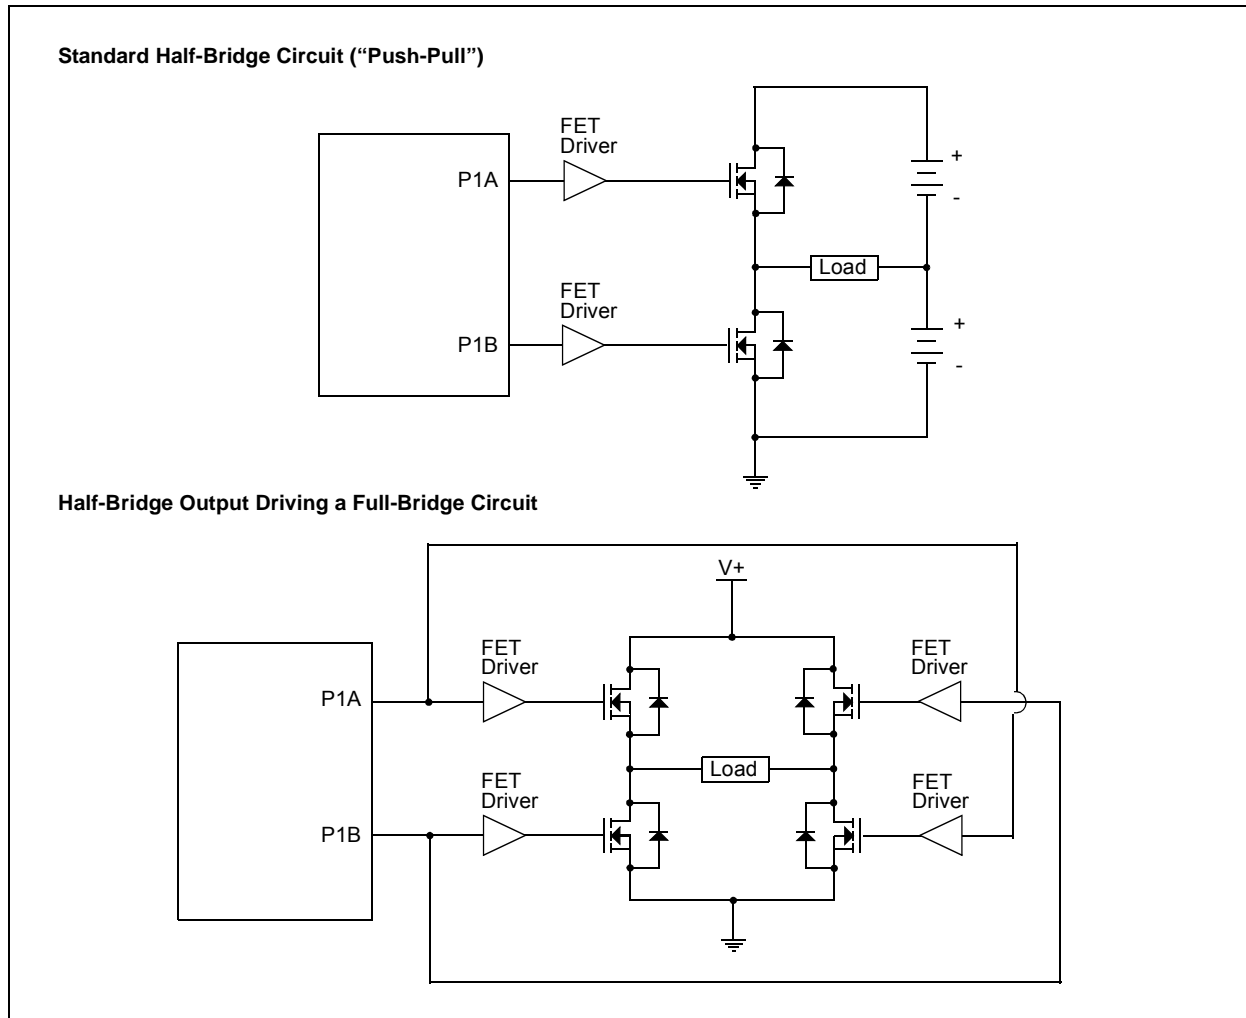 Standard Half-Bridge Circuit (“Push-Pull”)
FET
Driver
P1A
+
-
Load
FET
Driver
P1B
+
-
Half-Bridge Output Driving a Full-Bridge Circuit
V+
FET
Driver
FET
Driver
P1A
Load
FET
Driver
FET
Driver
P1B